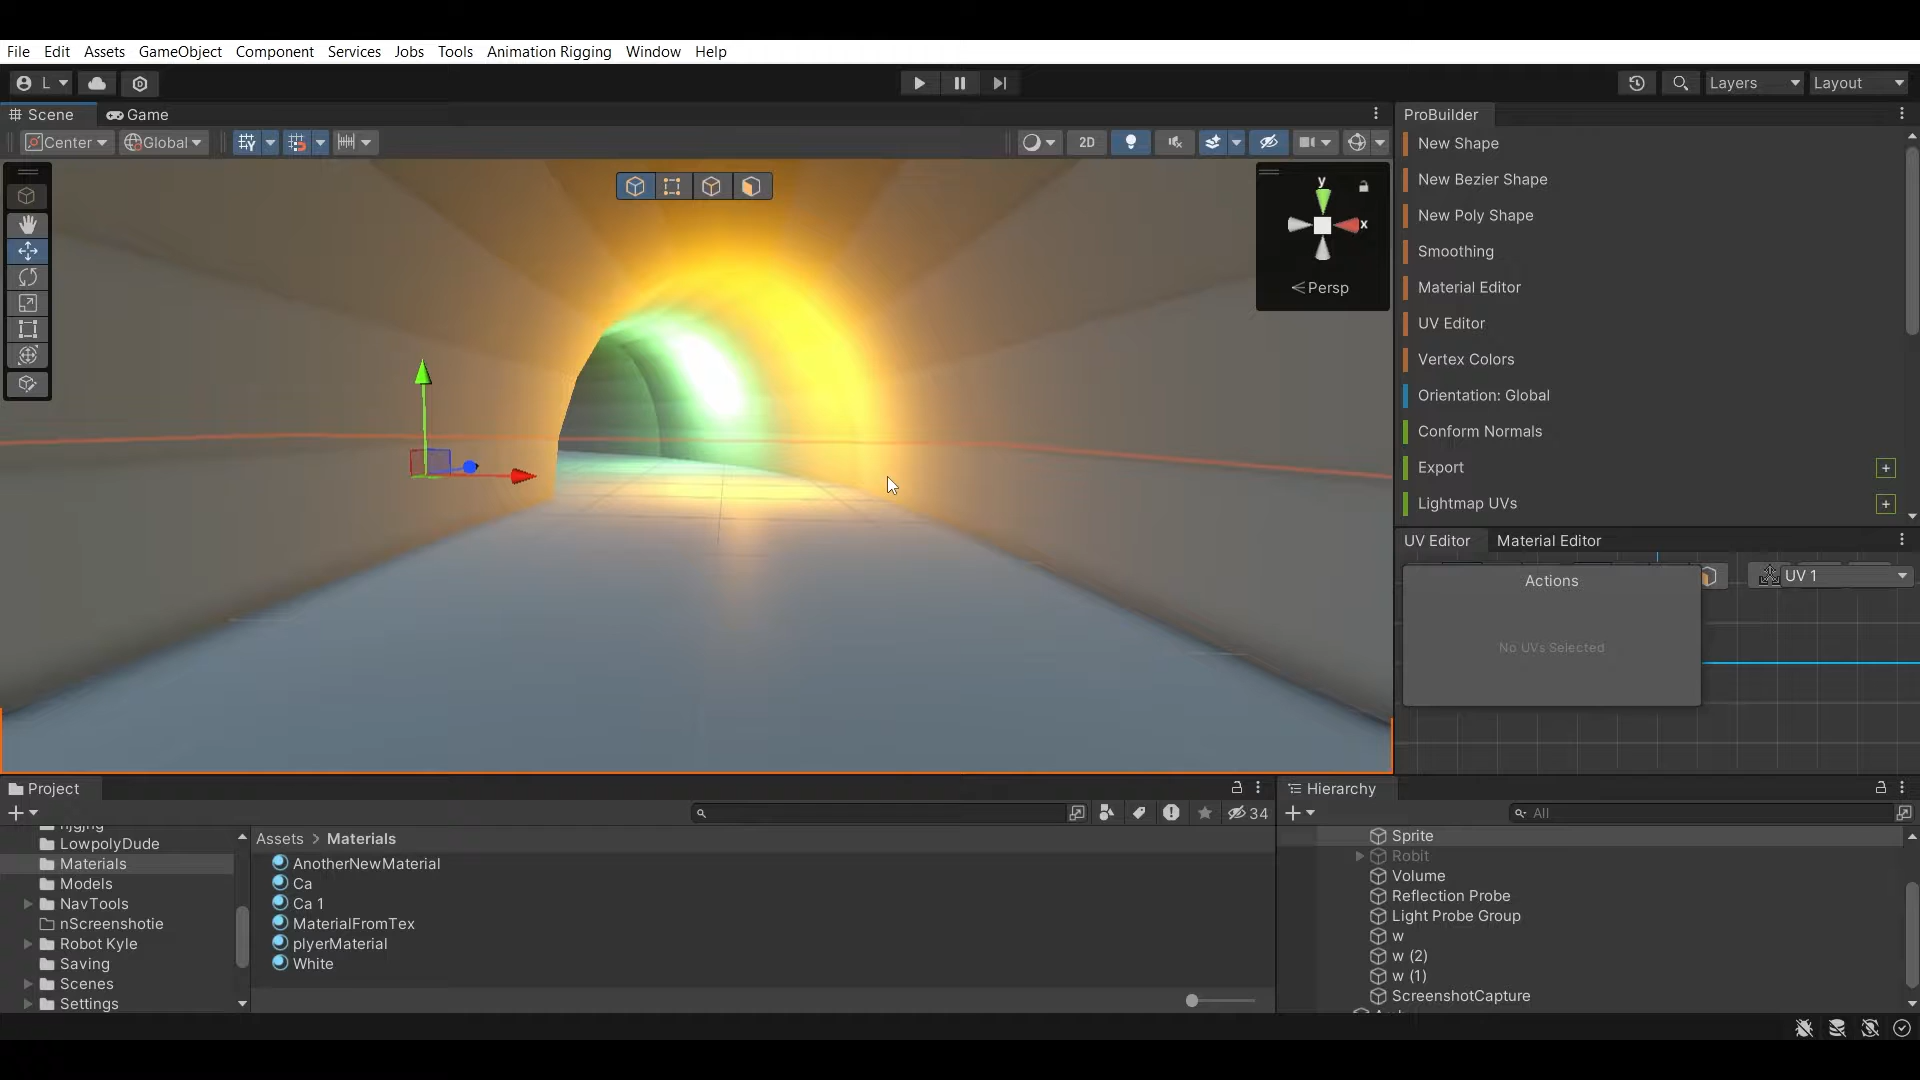 File Edit Assets GameObject Component Services Jobs Tools Animation Rigging Window Help
L Layers Layout
Scene Game
Center Global 2D
y
x
Persp
ProBuilder
New Shape
New Bezier Shape
New Poly Shape
Smoothing
Material Editor
UV Editor
Vertex Colors
Orientation: Global
Conform Normals
Export +
Lightmap UVs +
UV Editor Material Editor
Actions
UV 1
No UVs Selected
Project
34
LowpolyDude
Materials
Models
NavTools
nScreenshotie
Robot Kyle
Saving
Scenes
Settings
Assets > Materials
AnotherNewMaterial
Ca
Ca 1
MaterialFromTex
plyerMaterial
White
Hierarchy
All
Sprite
Robit
Volume
Reflection Probe
Light Probe Group
w
w (2)
w (1)
ScreenshotCapture